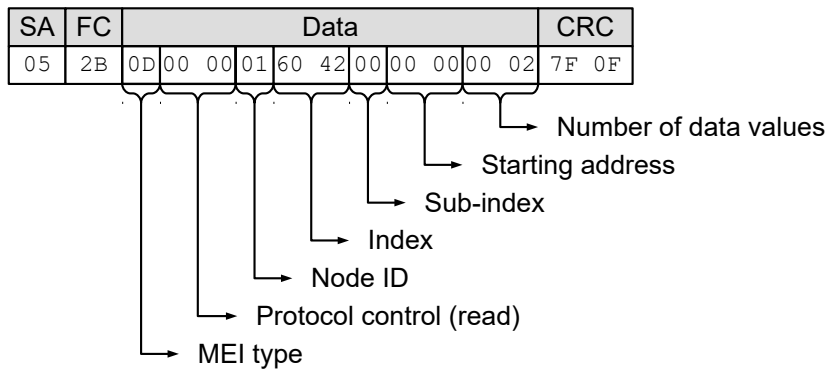 SA FC Data CRC
05 2B 0D 00 00 01 60 42 00 00 00 00 02 7F 0F
Number of data values
Starting address
Sub-index
Index
Node ID
Protocol control (read)
MEI type